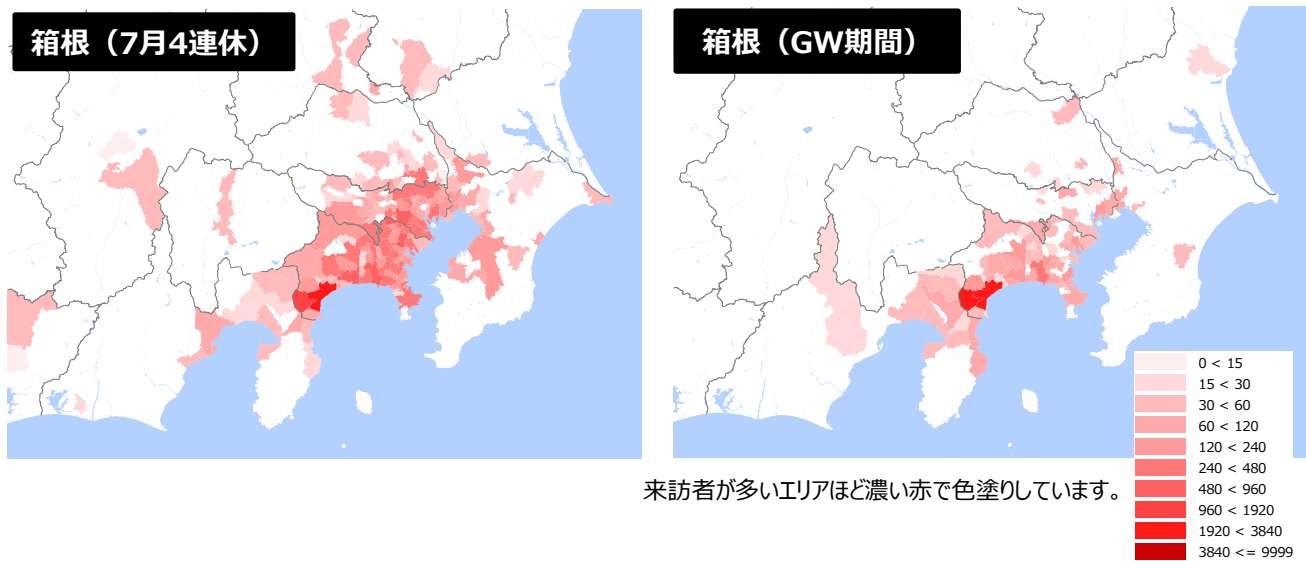 箱根（7月4連休）
箱根（GW期間）
0 < 15
15 < 30
30 < 60
60 < 120
120 < 240
240 < 480
480 < 960
960 < 1920
1920 < 3840
3840 <= 9999
来訪者が多いエリアほど濃い赤で色塗りしています。